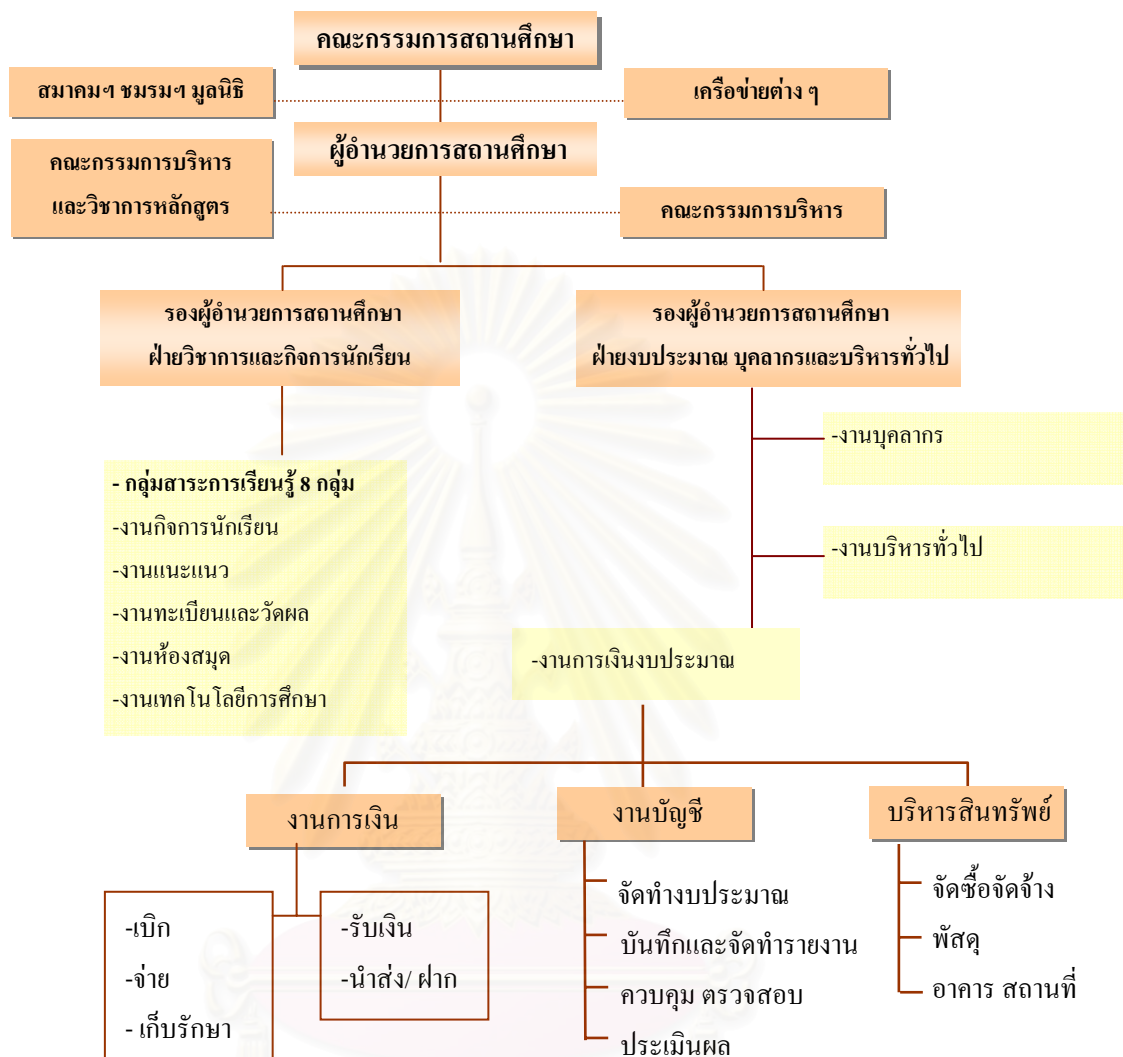 คณะกรรมการสถานศึกษา
สมาคมฯ ชมรมฯ มูลนิธิ
เครือข่ายต่าง ๆ
ผู้อำนวยการสถานศึกษา
คณะกรรมการบริหาร
และวิชาการหลักสูตร
คณะกรรมการบริหาร
รองผู้อำนวยการสถานศึกษา
ฝ่ายวิชาการและกิจการนักเรียน
รองผู้อำนวยการสถานศึกษา
ฝ่ายงบประมาณ บุคลากรและบริหารทั่วไป
- กลุ่มสาระการเรียนรู้ 8 กลุ่ม
-งานกิจการนักเรียน
-งานแนะแนว
-งานทะเบียนและวัดผล
-งานห้องสมุด
-งานเทคโนโลยีการศึกษา
-งานบุคลากร
-งานบริหารทั่วไป
-งานการเงินงบประมาณ
งานการเงิน
-เบิก
-จ่าย
- เก็บรักษา
-รับเงิน
-นำส่ง/ ฝาก
งานบัญชี
จัดทำงบประมาณ
บันทึกและจัดทำรายงาน
ควบคุม ตรวจสอบ
ประเมินผล
บริหารสินทรัพย์
จัดซื้อจัดจ้าง
พัสดุ
อาคาร สถานที่